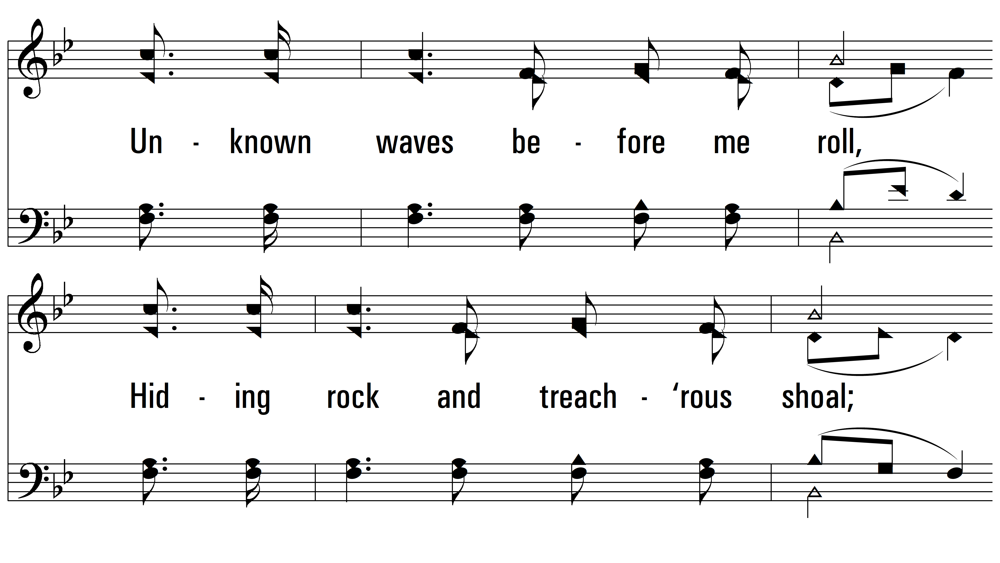 Un - known waves be - fore me roll,
Hid - ing rock and treach - ‘rous shoal;